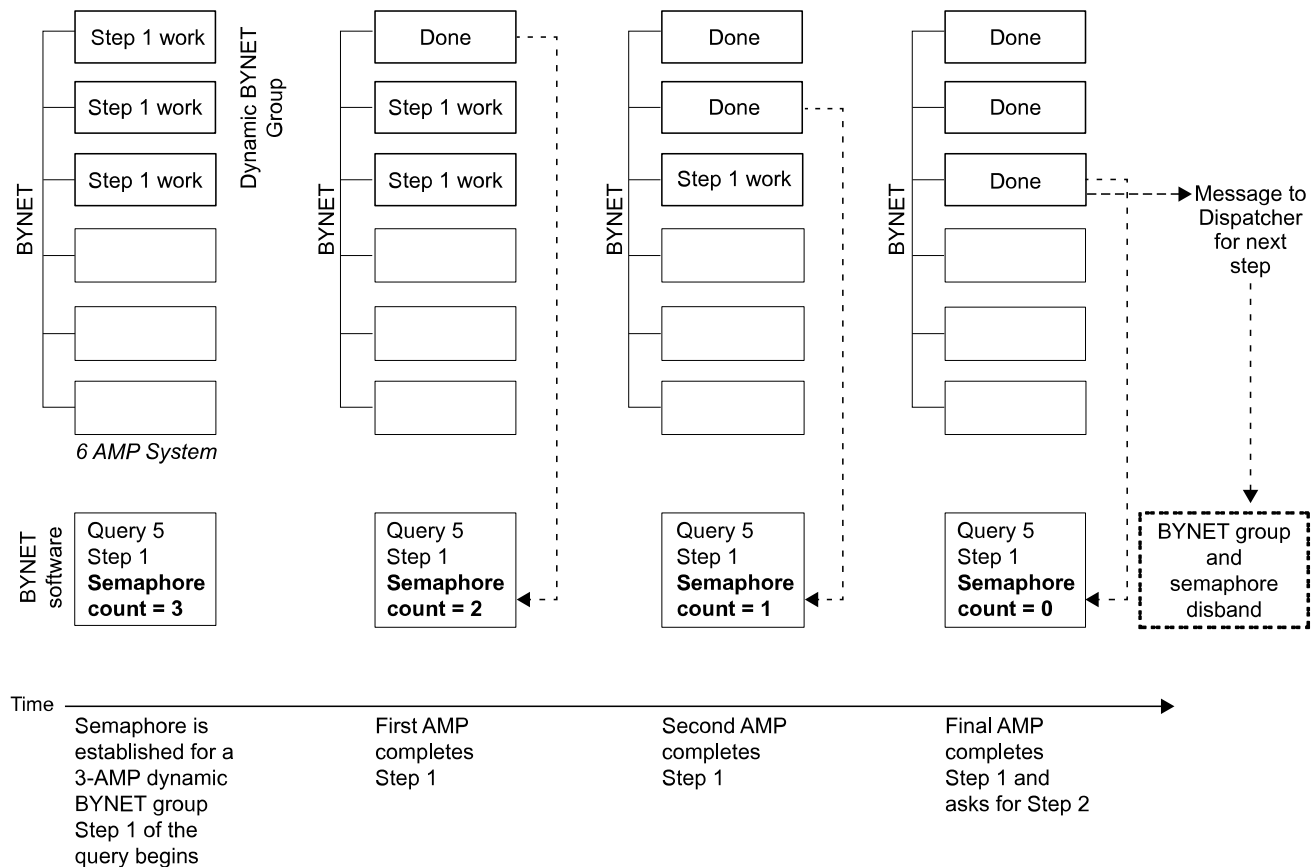 Step 1 work
Step 1 work
Step 1 work
Dynamic BYNET
Group
BYNET
6 AMP System
Done
Step 1 work
Step 1 work
BYNET
Done
Done
Step 1 work
BYNET
Done
Done
Done
BYNET
Message to
Dispatcher
for next
step
BYNET
software
Query 5
Step 1
Semaphore
count = 3
Query 5
Step 1
Semaphore
count = 2
Query 5
Step 1
Semaphore
count = 1
Query 5
Step 1
Semaphore
count = 0
BYNET group
and
semaphore
disband
Time
Semaphore is
established for a
3-AMP dynamic
BYNET group
Step 1 of the
query begins
First AMP
completes
Step 1
Second AMP
completes
Step 1
Final AMP
completes
Step 1 and
asks for Step 2